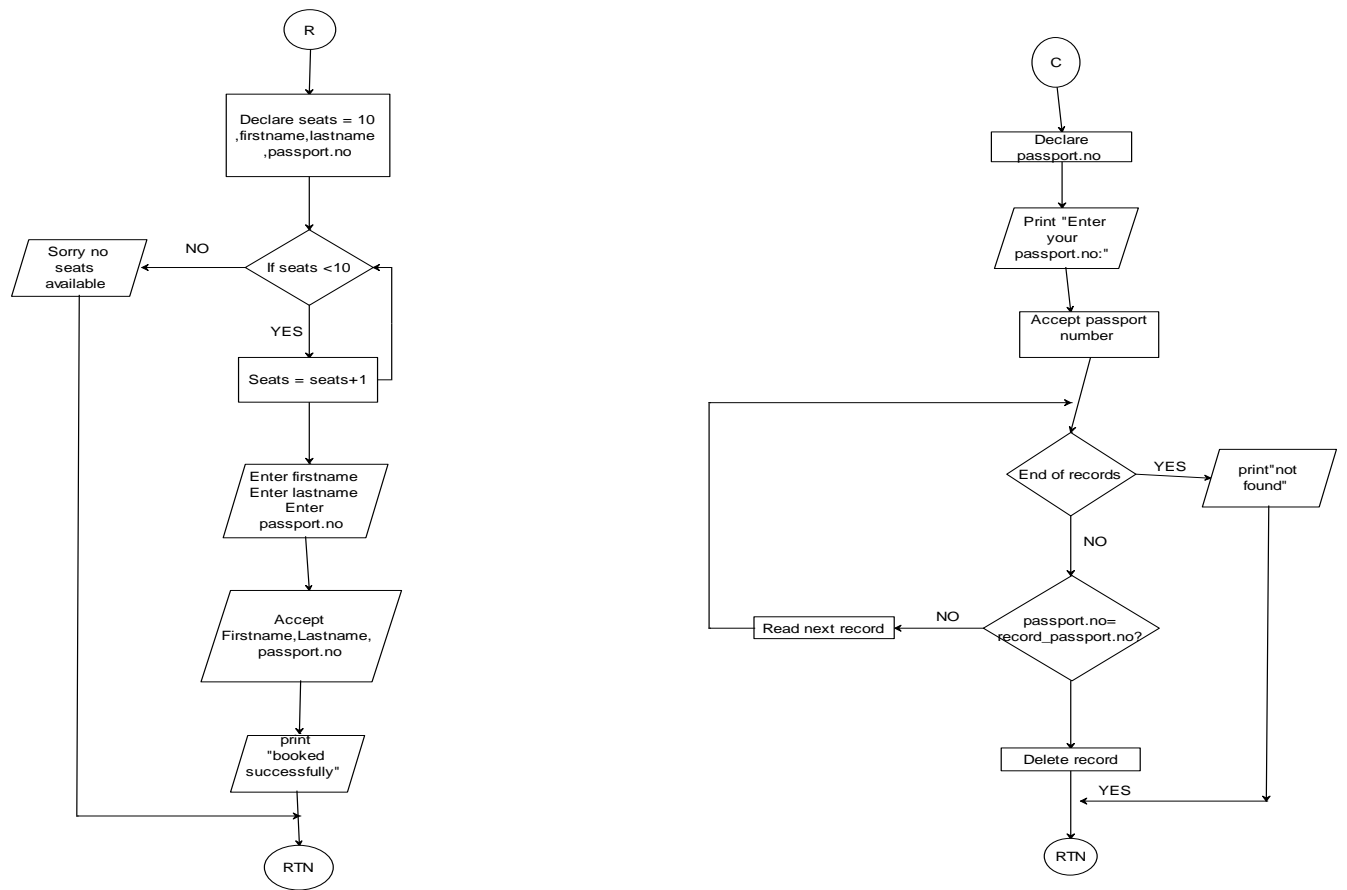 R
Declare seats = 10
,firstname,lastname
,passport.no
If seats <10
NO
Sorry no
seats
available
YES
Seats = seats+1
Enter firstname
Enter lastname
Enter
passport.no
Accept
Firstname,Lastname,
passport.no
print
"booked
successfully"
RTN
C
Declare
passport.no
Print "Enter
your
passport.no:"
Accept passport
number
End of records
YES
print"not
found"
NO
passport.no=
record_passport.no?
NO
Read next record
Delete record
YES
RTN